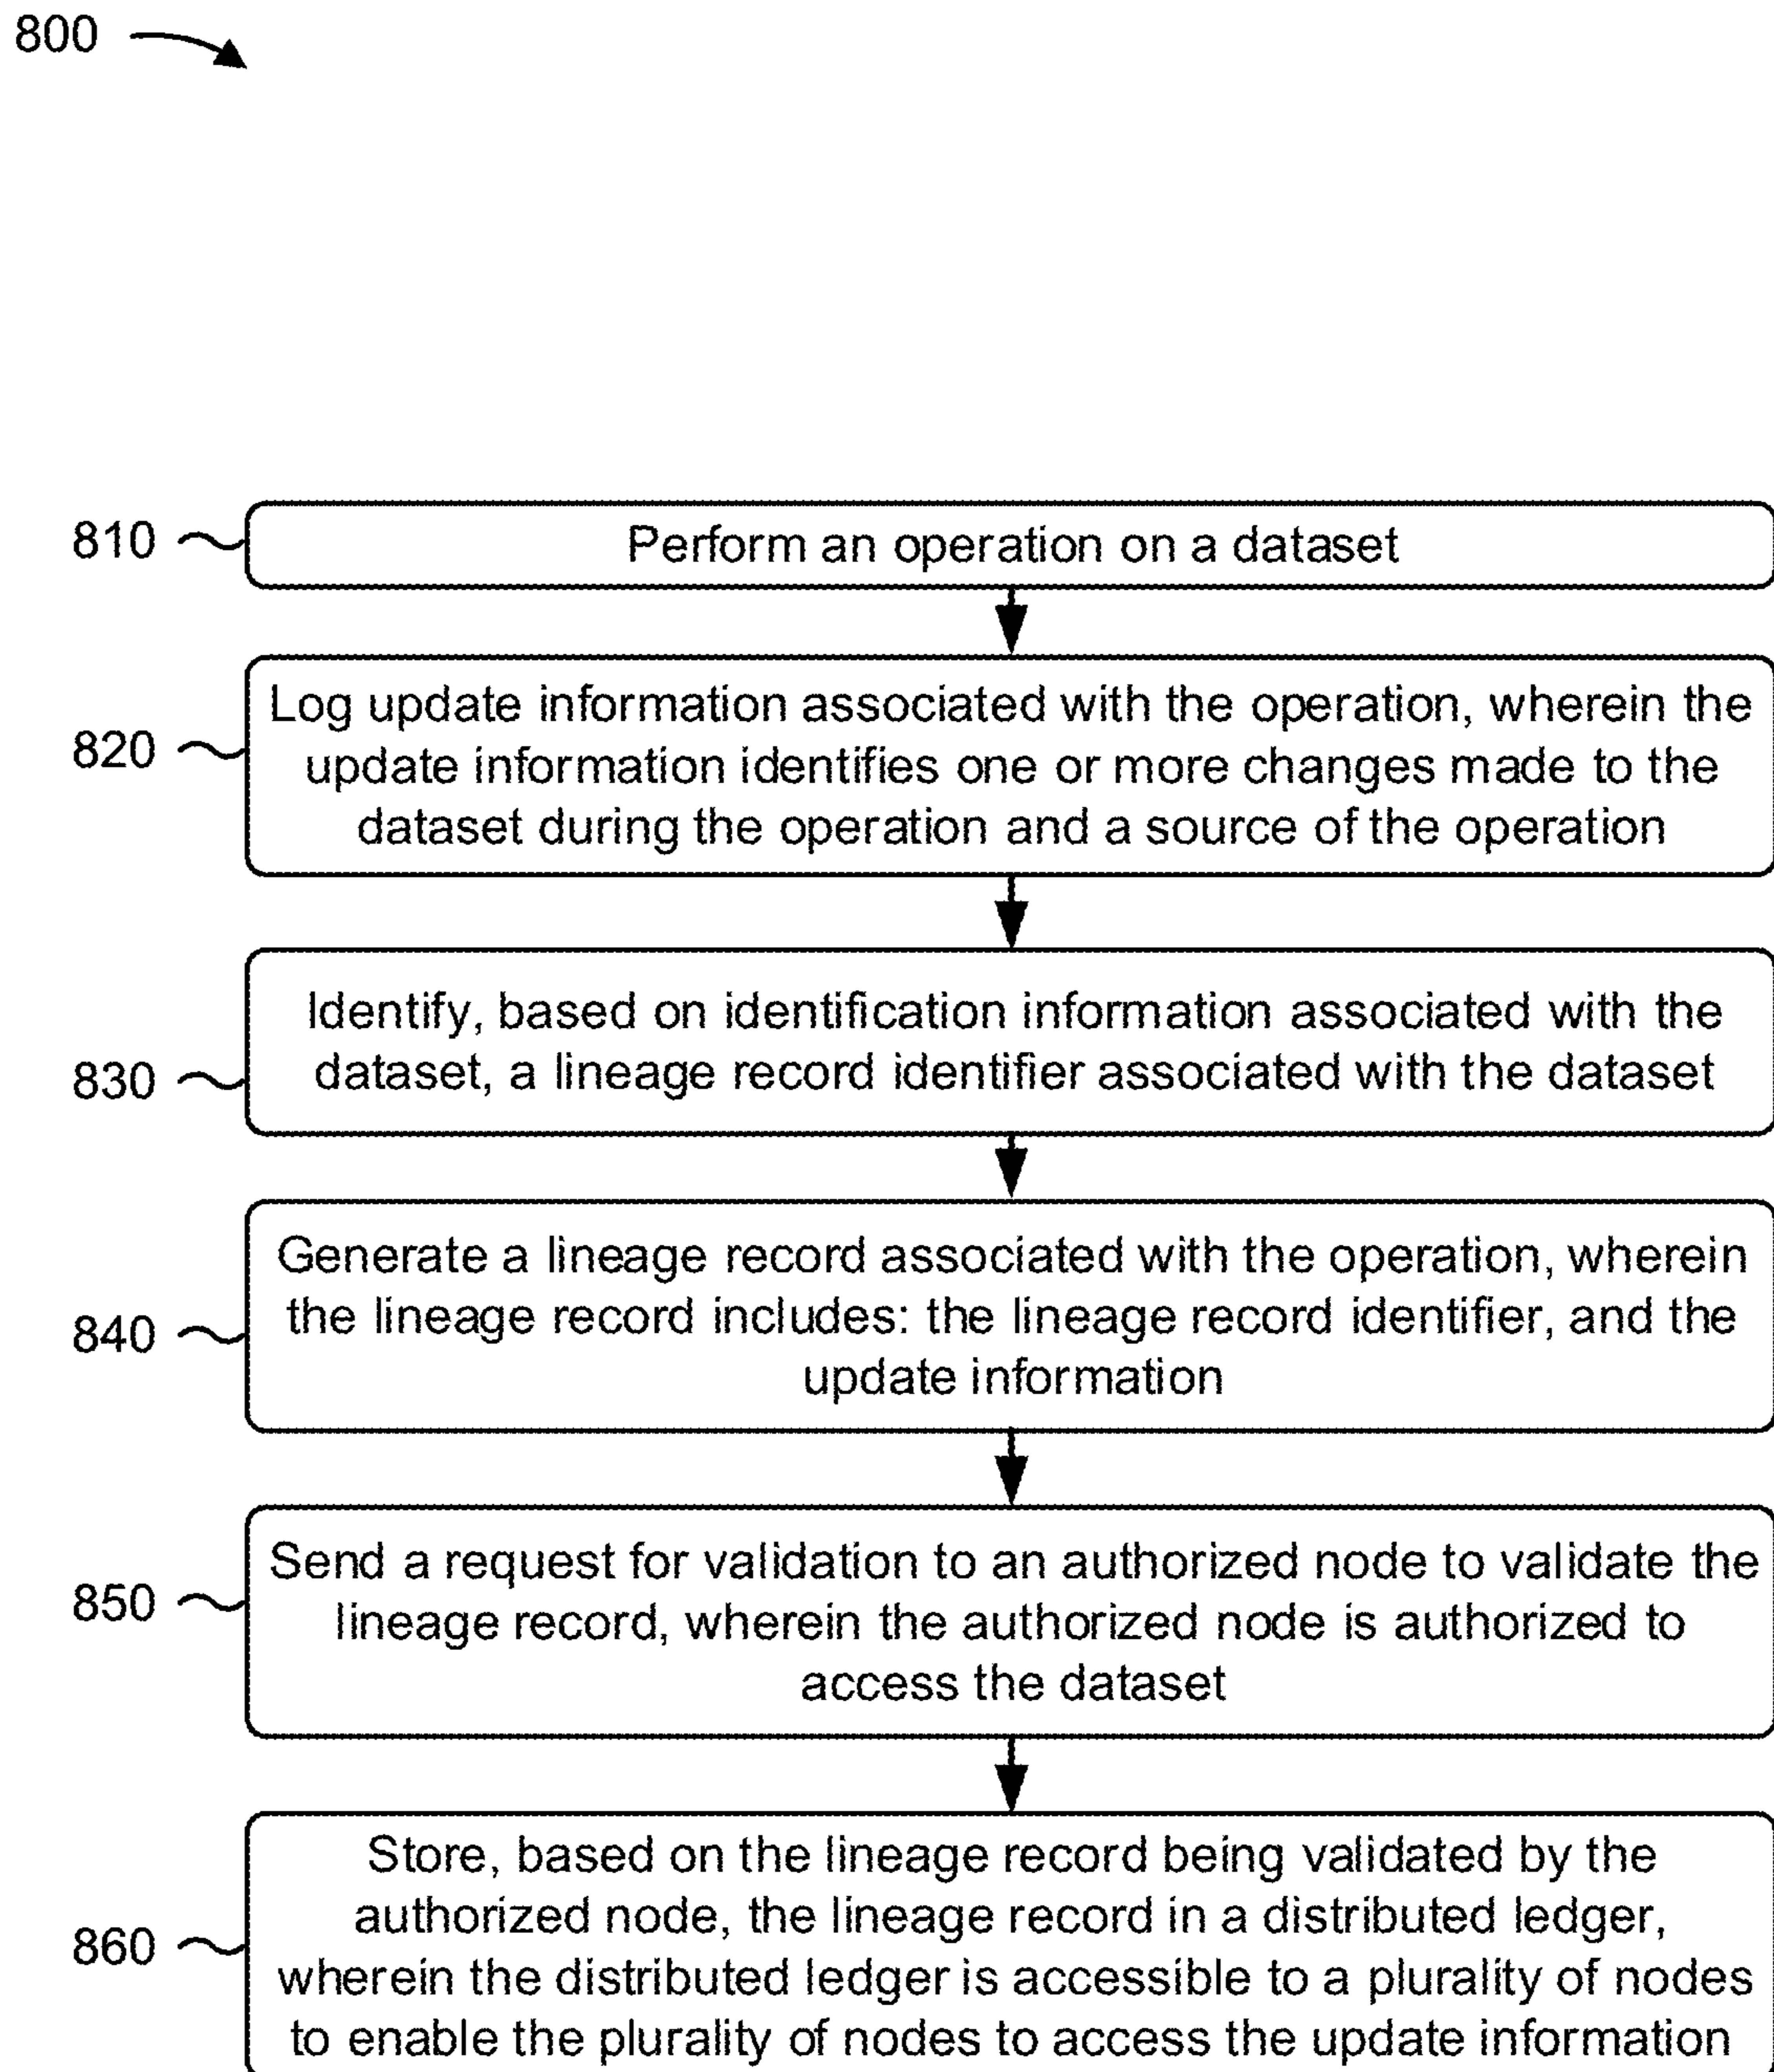 800
810
Perform an operation on a dataset
820
Log update information associated with the operation, wherein the
update information identifies one or more changes made to the
dataset during the operation and a source of the operation
830
Identify, based on identification information associated with the
dataset, a lineage record identifier associated with the dataset
840
Generate a lineage record associated with the operation, wherein
the lineage record includes: the lineage record identifier, and the
update information
850
Send a request for validation to an authorized node to validate the
lineage record, wherein the authorized node is authorized to
access the dataset
860
Store, based on the lineage record being validated by the
authorized node, the lineage record in a distributed ledger,
wherein the distributed ledger is accessible to a plurality of nodes
to enable the plurality of nodes to access the update information